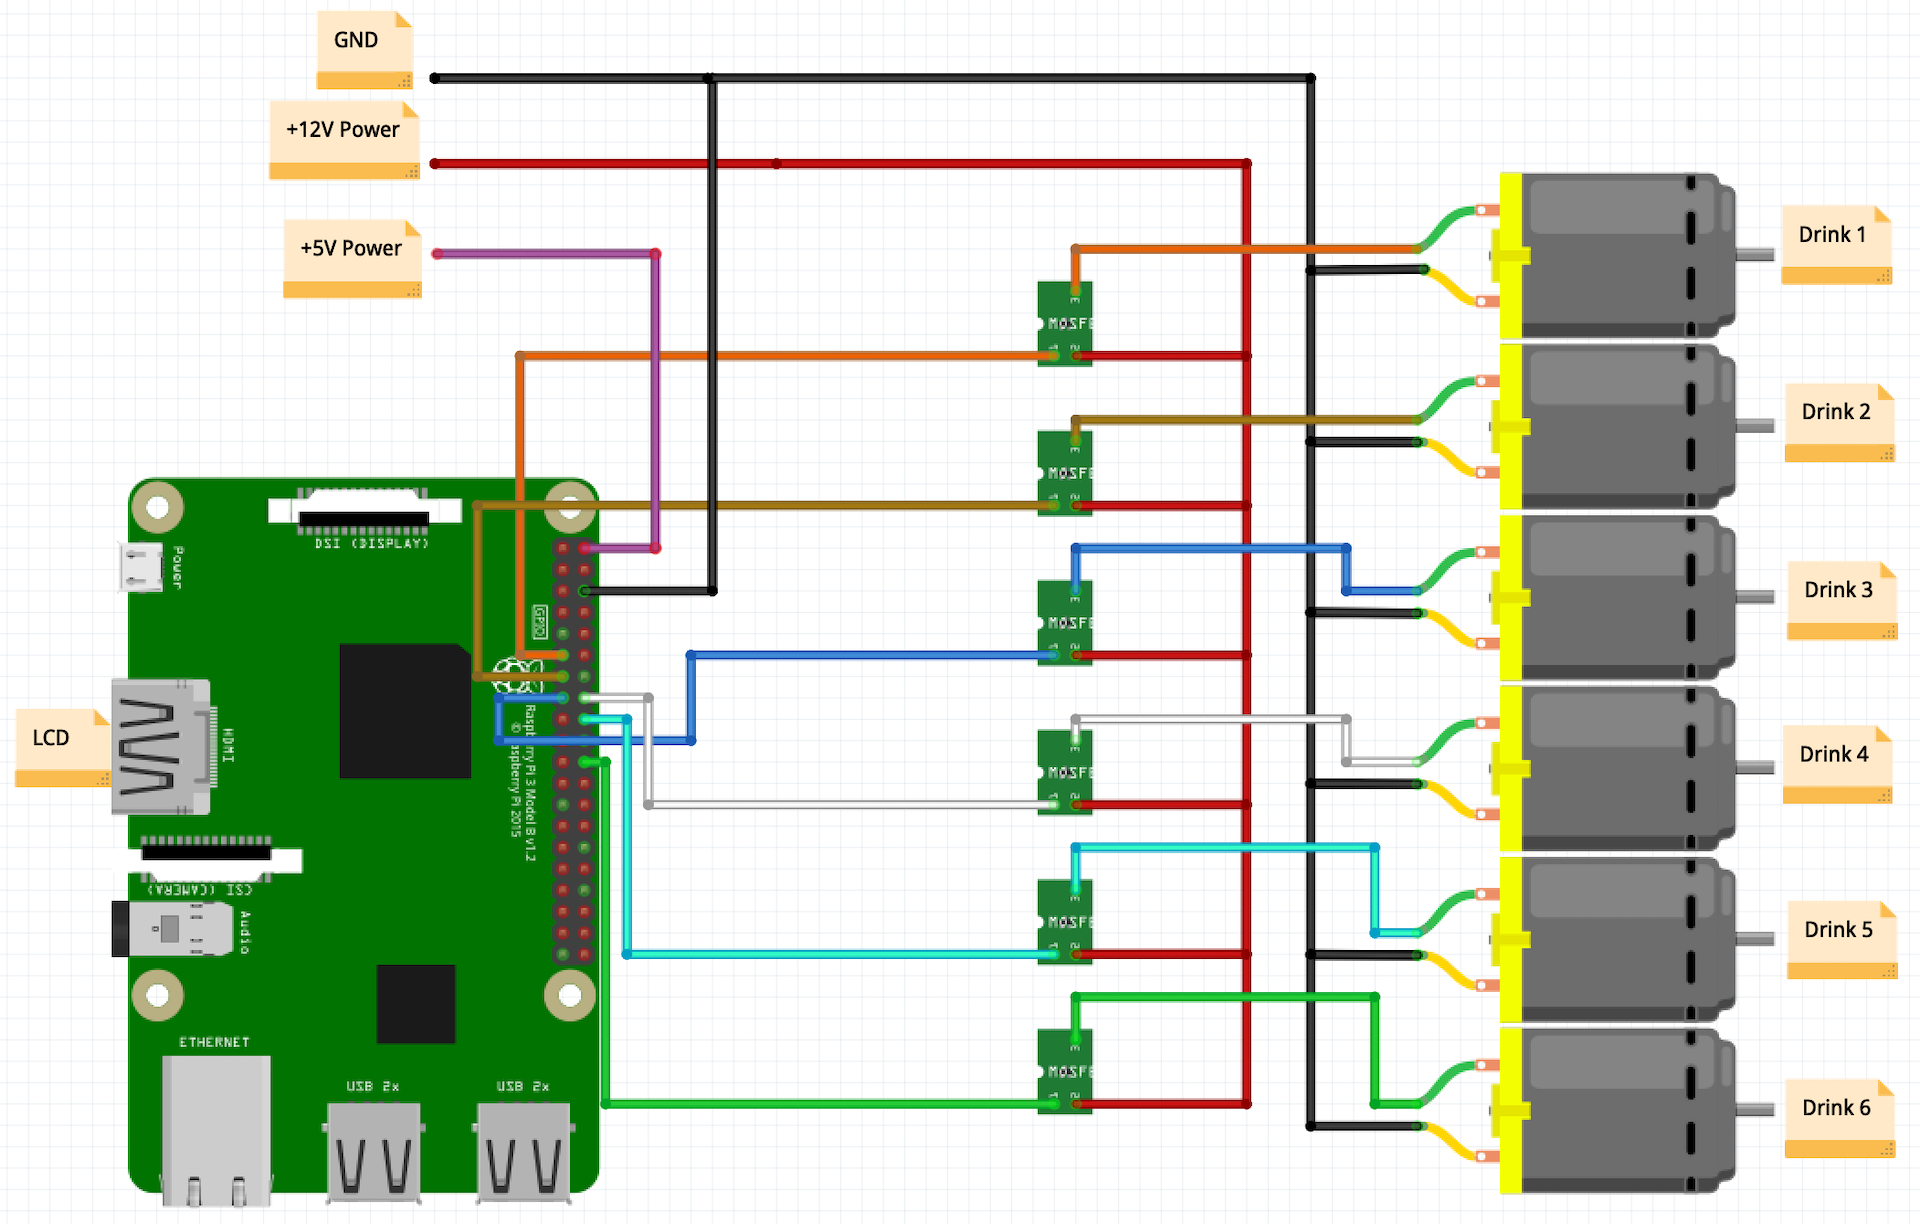 GND
+12V Power
+5V Power
Drink 1
MOSFE
Drink 2
MOSFE
DSI (DISPLAY)
Power
GPIO
Drink 3
MOSFE
LCD
HDMI
Raspberry Pi 3 Model B v1.2
© Raspberry Pi 2015
Drink 4
MOSFE
CSI (CAMERA)
Audio
Drink 5
MOSFE
ETHERNET
USB 2x
USB 2x
Drink 6
MOSFE